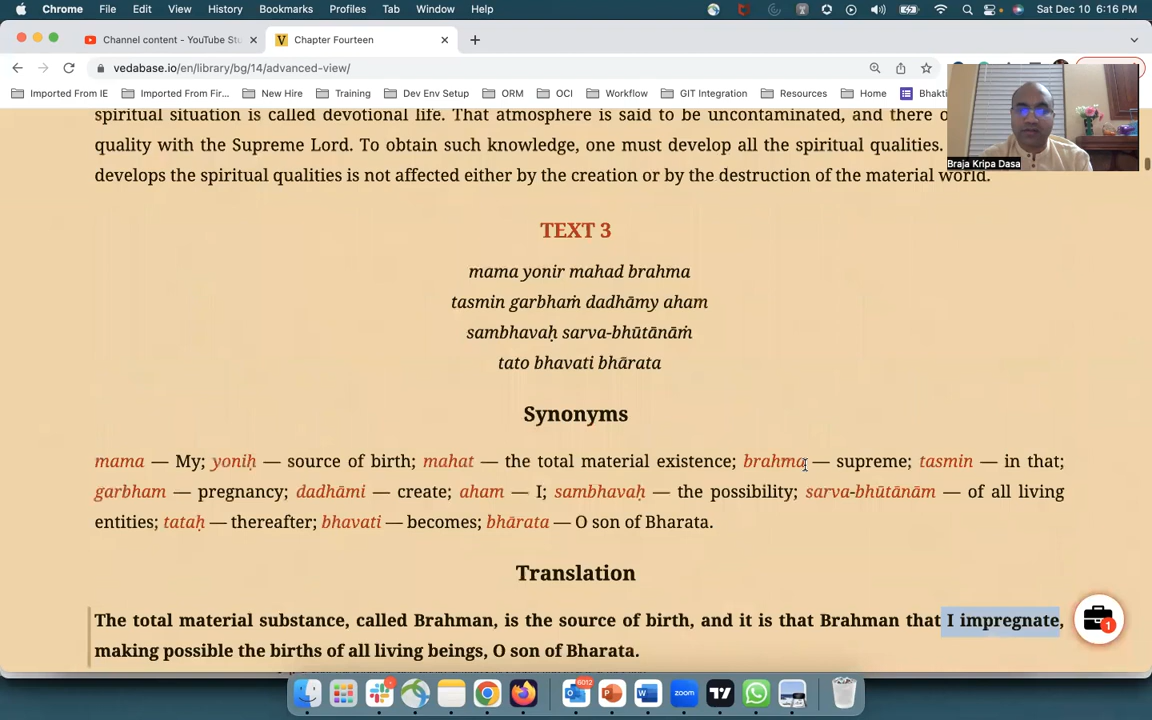 Chrome File Edit View History Bookmarks Profiles Tab Window Help Sat Dec 10 6:16 PM
Channel content - YouTube Stu Chapter Fourteen
vedabase.io/en/library/bg/14/advanced-view/
Imported From IE Imported From Fir... New Hire Training Dev Env Setup ORM OCI Workflow GIT Integration Resources Home Bhakti
spiritual situation is called devotional life. That atmosphere is said to be uncontaminated, and there
quality with the Supreme Lord. To obtain such knowledge, one must develop all the spiritual qualities.
develops the spiritual qualities is not affected either by the creation or by the destruction of the material world.
Braja Kripa Dasa
TEXT 3
mama yonir mahad brahma
tasmin garbhaṁ dadhāmy aham
sambhavaḥ sarva-bhūtānāṁ
tato bhavati bhārata
Synonyms
mama — My; yoniḥ — source of birth; mahat — the total material existence; brahma — supreme; tasmin — in that;
garbham — pregnancy; dadhāmi — create; aham — I; sambhavaḥ — the possibility; sarva-bhūtānām — of all living
entities; tataḥ — thereafter; bhavati — becomes; bhārata — O son of Bharata.
Translation
The total material substance, called Brahman, is the source of birth, and it is that Brahman that I impregnate,
making possible the births of all living beings, O son of Bharata.
1
6012
zoom